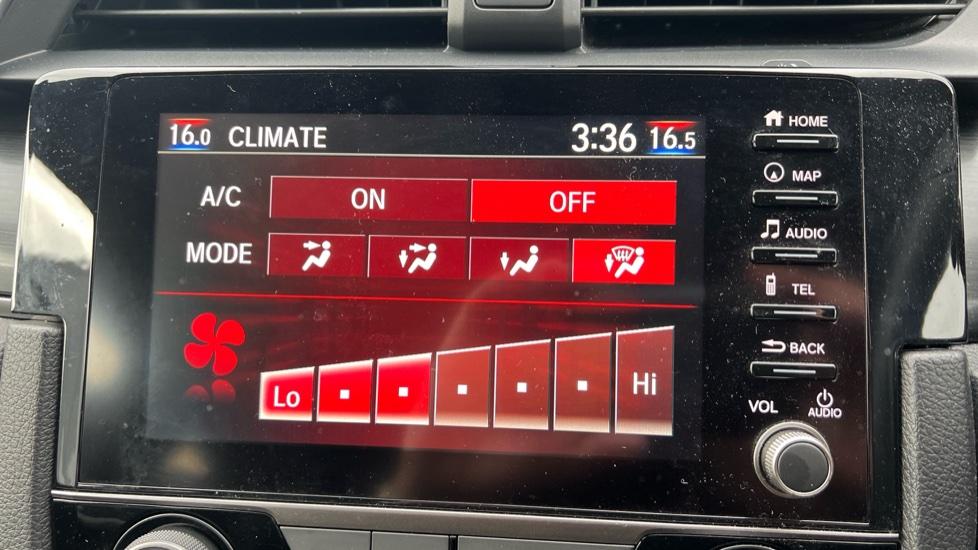 16.0 CLIMATE 3:36 16.5
A/C ON OFF
MODE
Lo Hi
HOME
MAP
AUDIO
TEL
BACK
VOL AUDIO